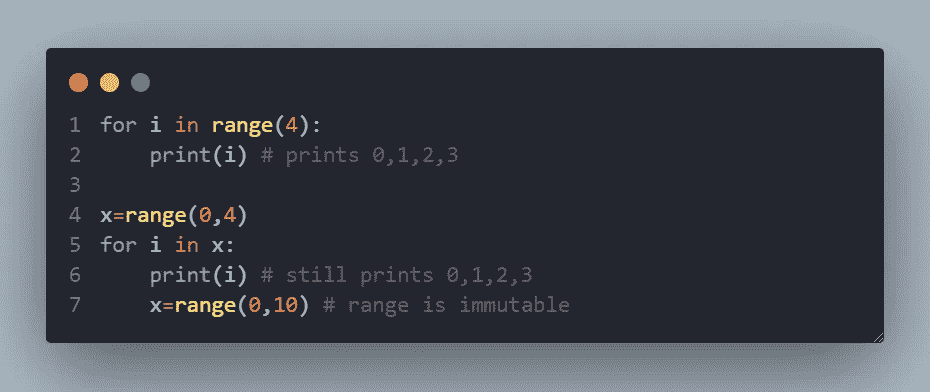 1 for i in range(4):
2     print(i) # prints 0,1,2,3
3
4 x=range(0,4)
5 for i in x:
6     print(i) # still prints 0,1,2,3
7     x=range(0,10) # range is immutable